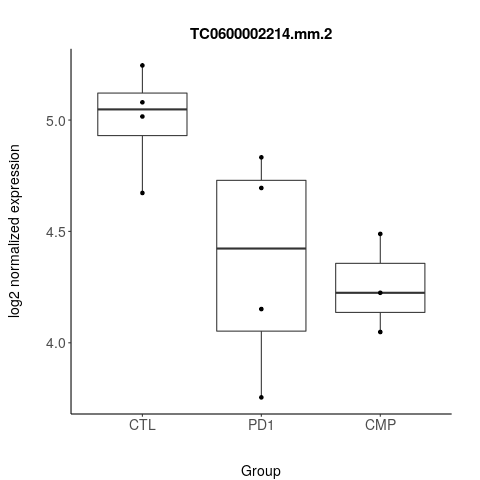 TC0600002214.mm.2
log2 normalized expression
5.0
4.5
4.0
CTL
PD1
CMP
Group